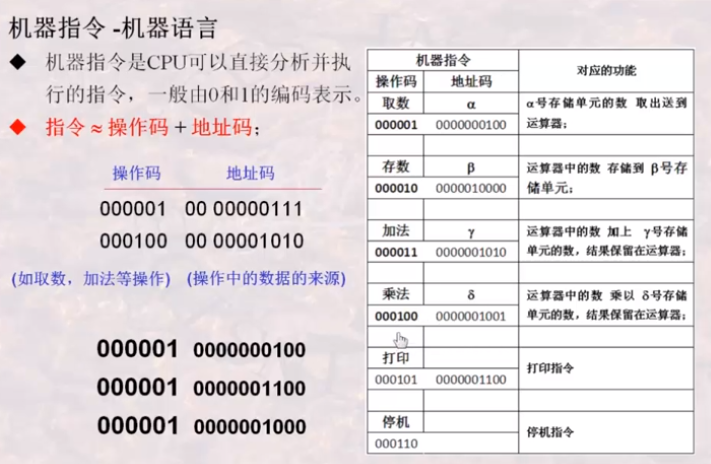 机器指令 -机器语言
◆ 机器指令是CPU可以直接分析并执
行的指令，一般由0和1的编码表示。
◆ 指令 ≈ 操作码 + 地址码；
操作码 地址码
000001 00 00000111
000100 00 00001010
(如取数，加法等操作) (操作中的数据的来源)
000001 0000000100
000001 0000001100
000001 0000001000
机器指令 对应的功能
操作码 地址码
取数 α α号存储单元的数 取出送到
000001 0000000100 运算器；
存数 β 运算器中的数 存储到 β号存
000010 0000010000 储单元；
加法 γ 运算器中的数 加上 γ号存储
000011 0000001010 单元的数，结果保留在运算器；
乘法 δ 运算器中的数 乘以 δ号存储
000100 0000001001 单元的数，结果保留在运算器；
打印 打印指令
000101 0000001100
停机 停机指令
000110